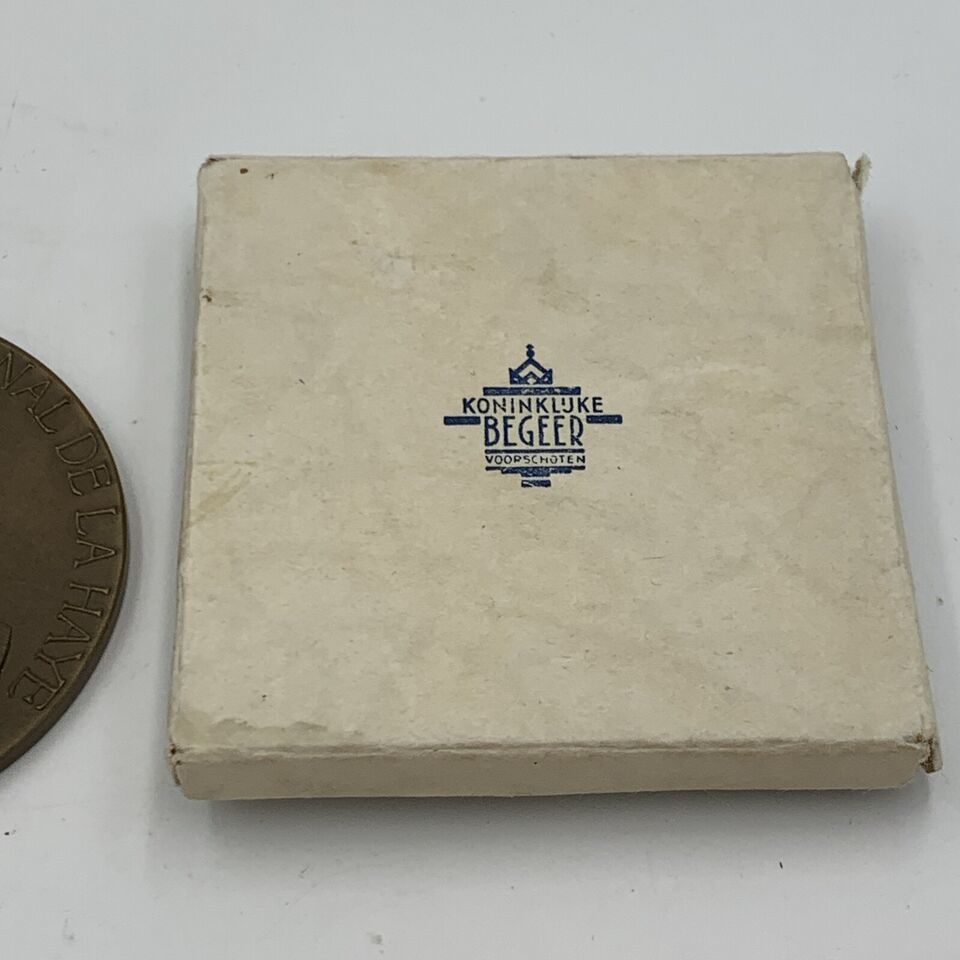 NAL DE LA HAYE
KONINKLIJKE
BEGEER
VOORSCHOTEN